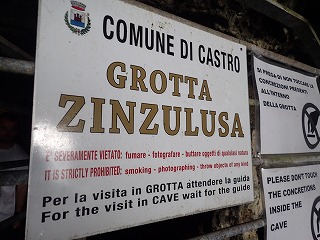 COMUNE DI CASTRO
GROTTA
ZINZULUSA
E' SEVERAMENTE VIETATO: fumare - fotografare - buttare oggetti di qualsiasi natura
IT IS STRICTLY PROHIBITED: smoking - photographing - throw objects of any kind
Per la visita in GROTTA attendere la guida
For the visit in CAVE wait for the guide
SI PREGA DI NON TOCCARE LE
CONCREZIONI PRESENTI
ALL'INTERNO
DELLA GROTTA
PLEASE DON'T TOUCH
THE CONCRETIONS
INSIDE THE
CAVE